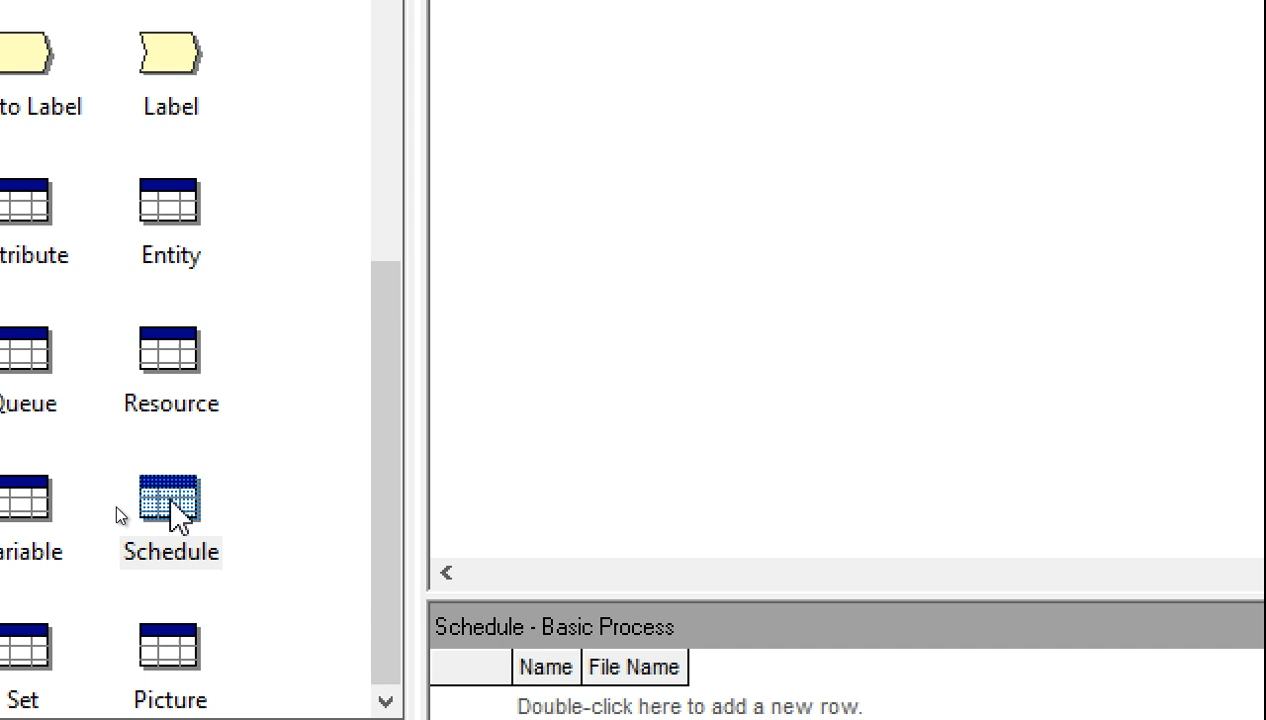 to Label
Label
tribute
Entity
Queue
Resource
ariable
Schedule
Set
Picture
Schedule - Basic Process
Name
File Name
Double-click here to add a new row.